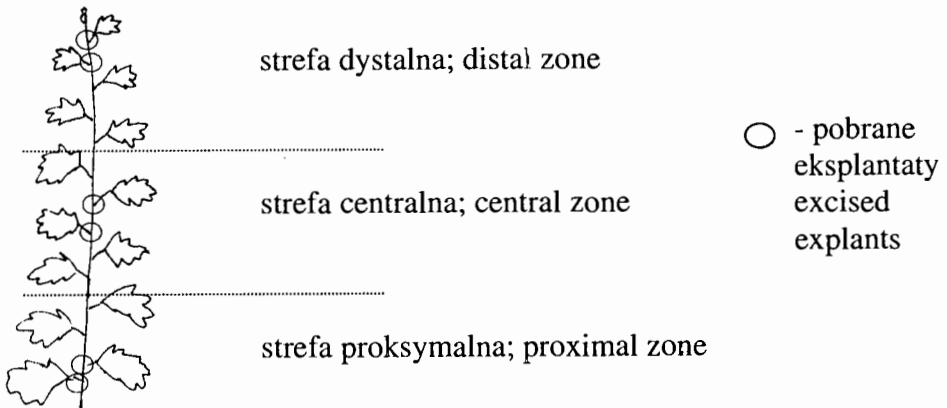 strefa dystalna; distal zone
strefa centralna; central zone
strefa proksymalna; proximal zone
- pobrane
eksplantaty
excised
explants